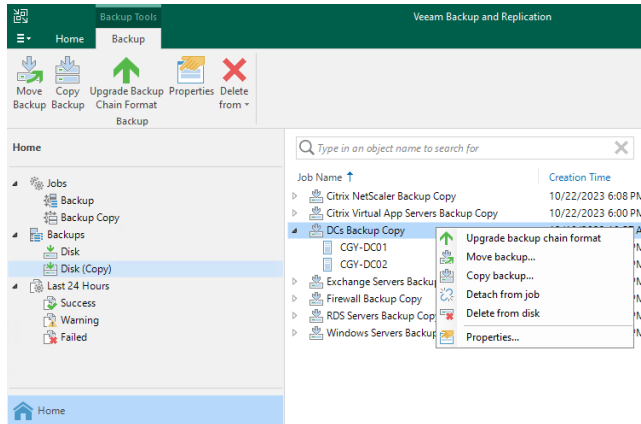 Backup Tools
Veeam Backup and Replication
Home
Backup
Move Backup
Copy Backup
Upgrade Backup Chain Format
Properties
Delete from
Backup
Home
Type in an object name to search for
Jobs
Backup
Backup Copy
Backups
Disk
Disk (Copy)
Last 24 Hours
Success
Warning
Failed
Home
Job Name
Creation Time
Citrix NetScaler Backup Copy
10/22/2023 6:08 PM
Citrix Virtual App Servers Backup Copy
10/22/2023 6:00 PM
DCs Backup Copy
CGY-DC01
CGY-DC02
Exchange Servers Backup
Firewall Backup Copy
RDS Servers Backup Copy
Windows Servers Backup
Upgrade backup chain format
Move backup...
Copy backup...
Detach from job
Delete from disk
Properties...